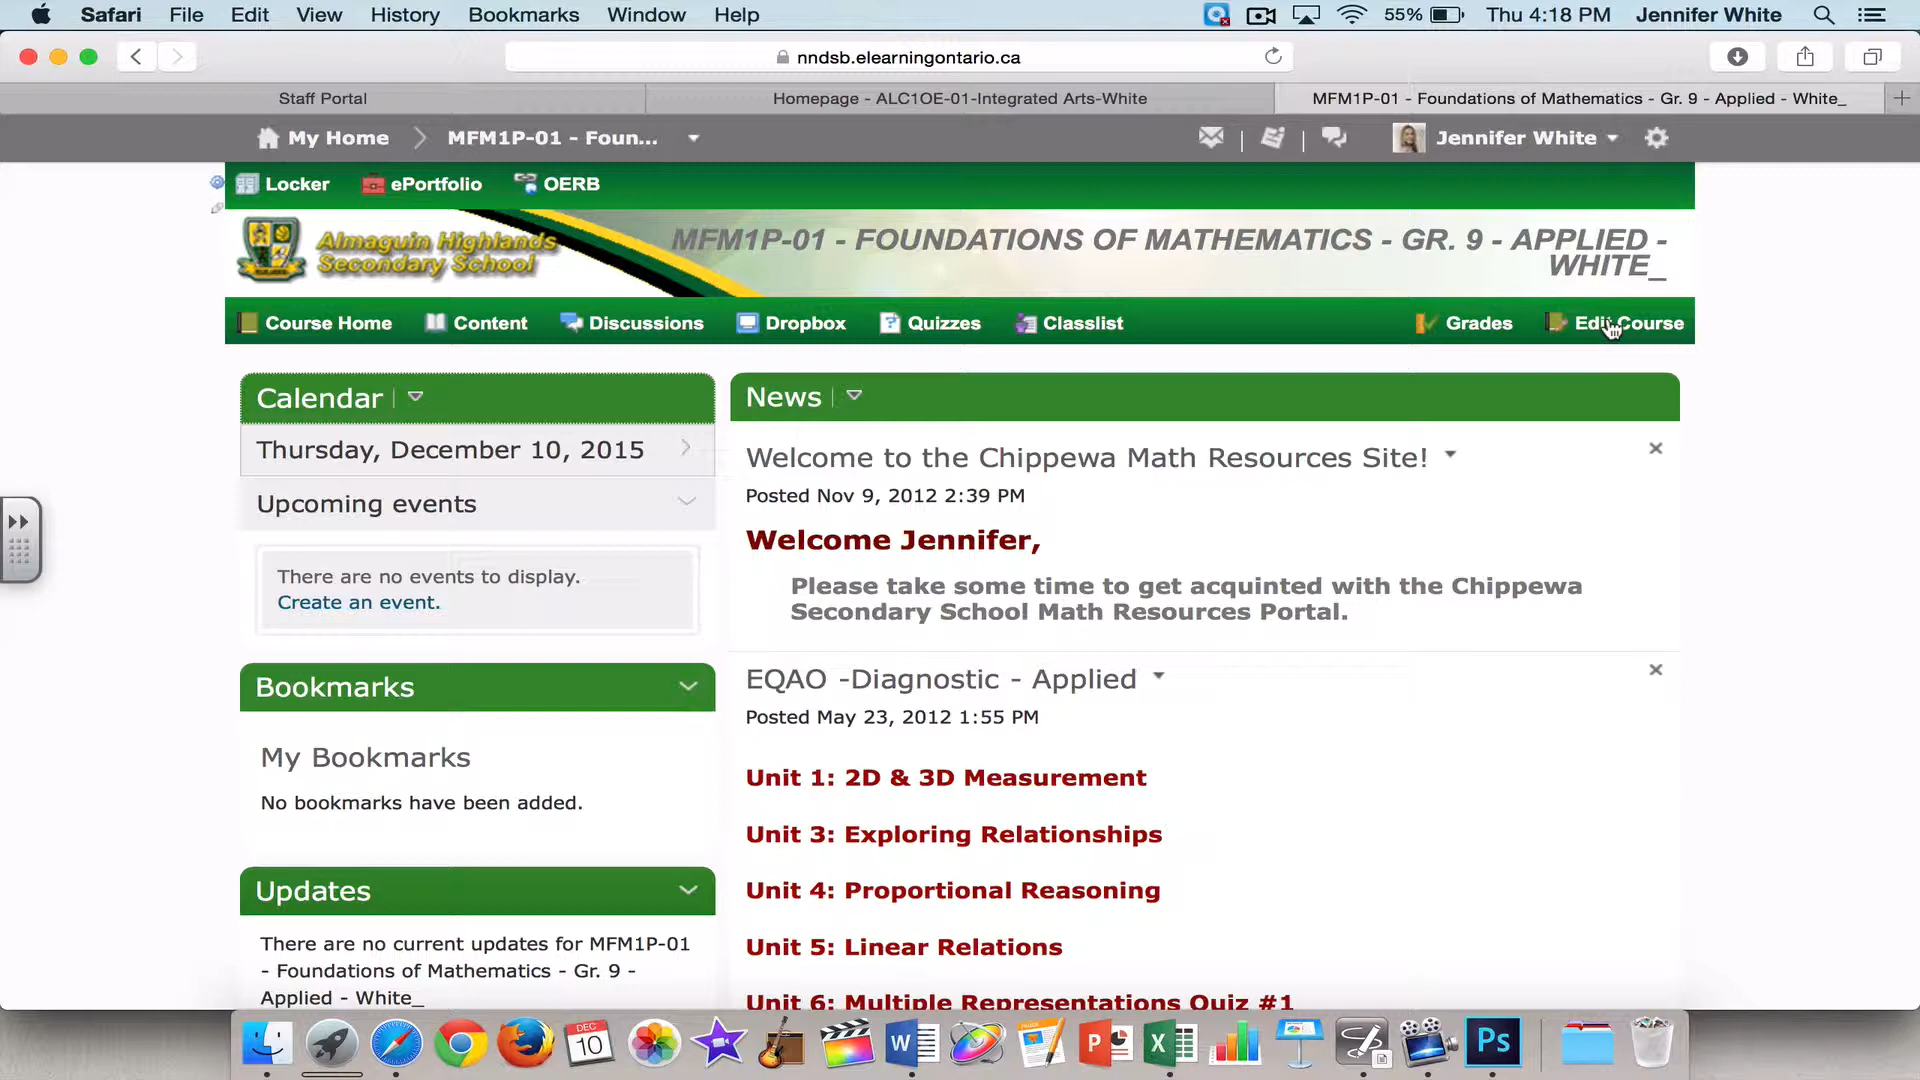 Safari File Edit View History Bookmarks Window Help 55% Thu 4:18 PM Jennifer White
nndsb.elearningontario.ca
Staff Portal Homepage - ALC1OE-01-Integrated Arts-White MFM1P-01 - Foundations of Mathematics - Gr. 9 - Applied - White_
My Home MFM1P-01 - Foun... Jennifer White
Locker ePortfolio OERB
Almaguin Highlands
Secondary School
MFM1P-01 - FOUNDATIONS OF MATHEMATICS - GR. 9 - APPLIED -
WHITE_
Course Home Content Discussions Dropbox Quizzes Classlist Grades Edit Course
Calendar
Thursday, December 10, 2015
Upcoming events
There are no events to display.
Create an event.
Bookmarks
My Bookmarks
No bookmarks have been added.
Updates
There are no current updates for MFM1P-01
- Foundations of Mathematics - Gr. 9 -
Applied - White_
News
Welcome to the Chippewa Math Resources Site!
Posted Nov 9, 2012 2:39 PM
Welcome Jennifer,
Please take some time to get acquinted with the Chippewa
Secondary School Math Resources Portal.
EQAO -Diagnostic - Applied
Posted May 23, 2012 1:55 PM
Unit 1: 2D & 3D Measurement
Unit 3: Exploring Relationships
Unit 4: Proportional Reasoning
Unit 5: Linear Relations
Unit 6: Multiple Representations Quiz #1
DEC
10
W
P
X
Ps